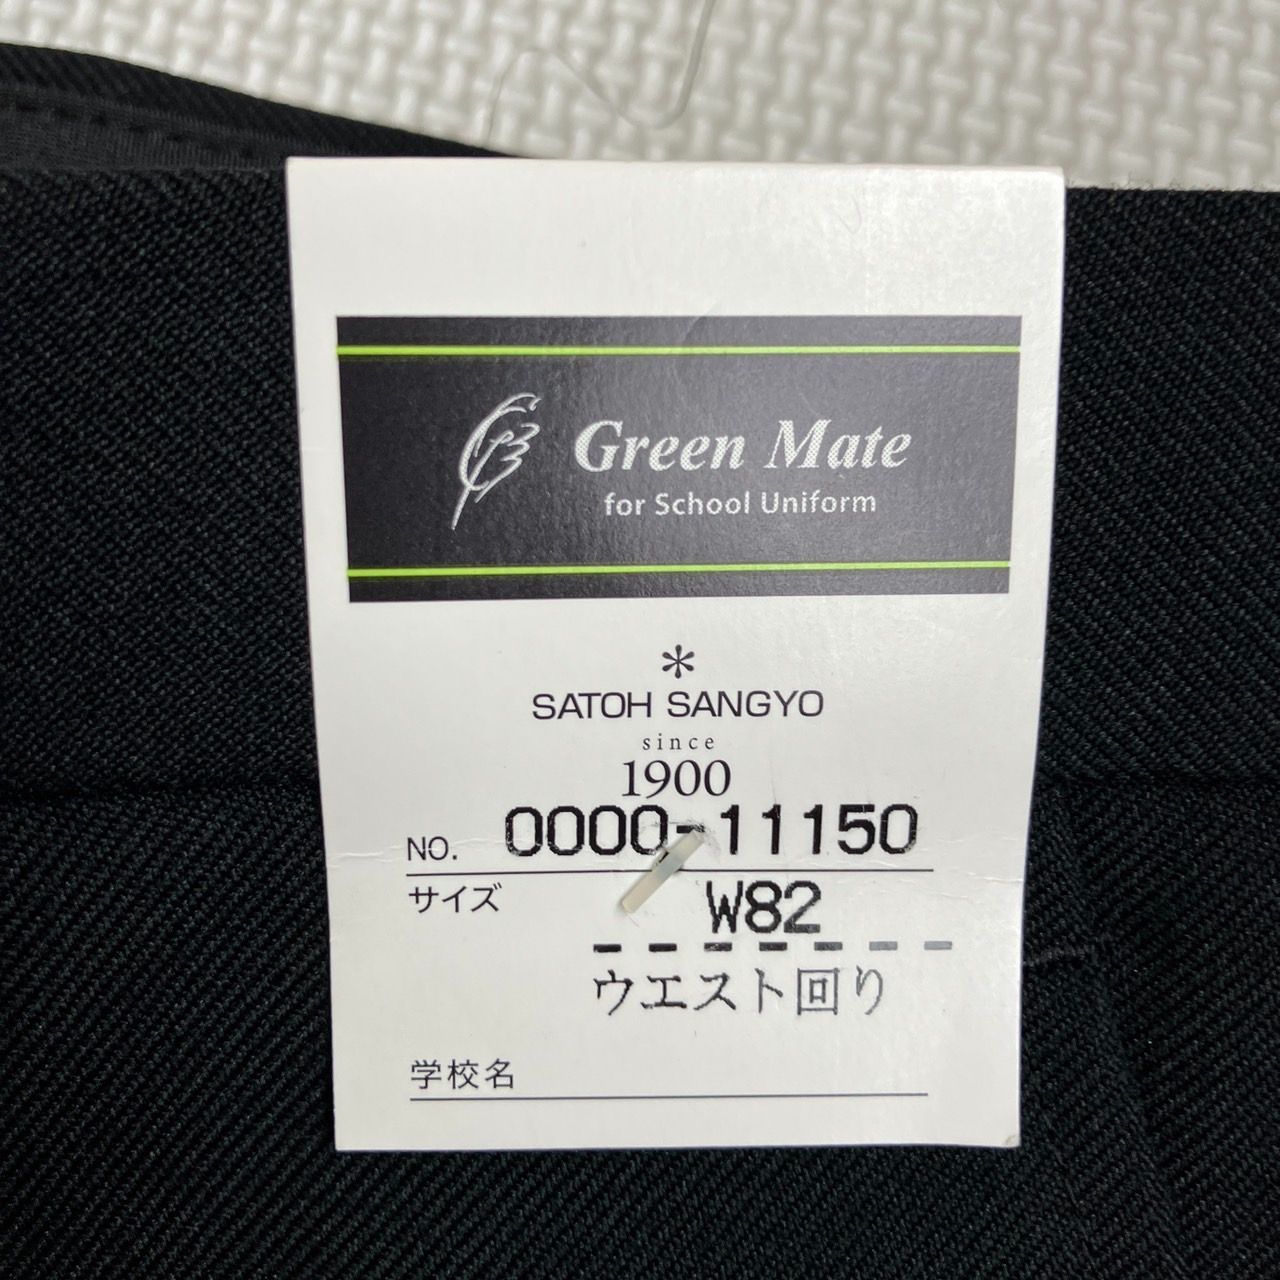 Green Mate
for School Uniform
SATOH SANGYO
since
1900
NO. 0000-11150
サイズ W82
ウエスト回り
学校名